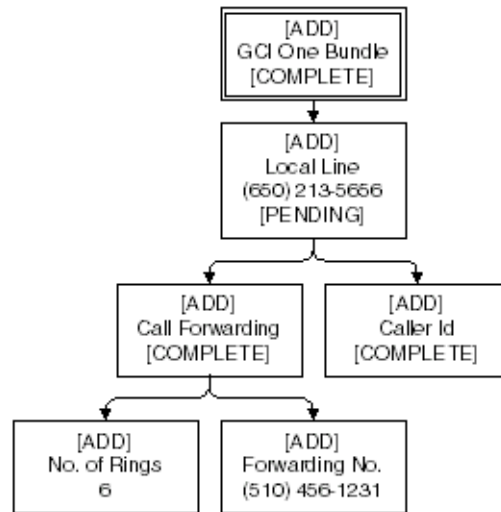 [ADD]
GCI One Bundle
[COMPLETE]
[ADD]
Local Line
(650) 213-5656
[PENDING]
[ADD]
Call Forwarding
[COMPLETE]
[ADD]
Caller Id
[COMPLETE]
[ADD]
No. of Rings
6
[ADD]
Forwarding No.
(510) 456-1231